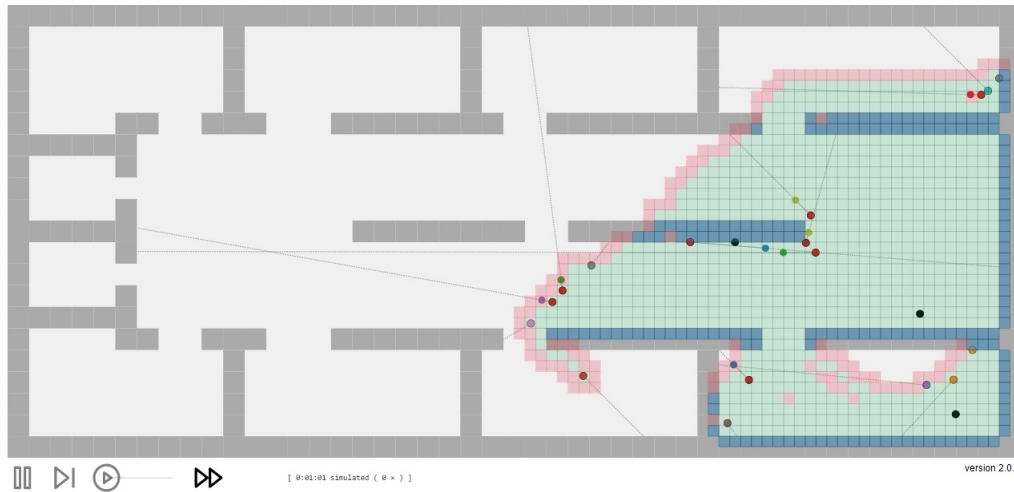 version 2.0.
[ 0:01:01 simulated ( 0 × ) ]